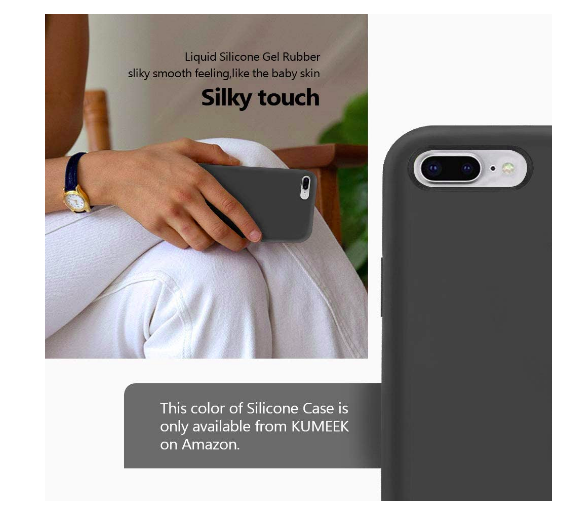 Liquid Silicone Gel Rubber
sliky smooth feeling,like the baby skin
Silky touch
This color of Silicone Case is
only available from KUMEEK
on Amazon.